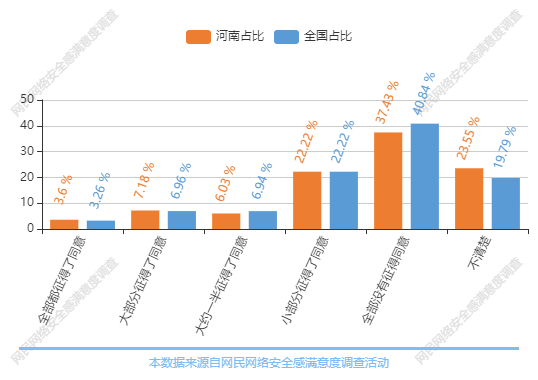 网民网络安全感满意度调查
网民网络安全感满意度调查
河南占比 全国占比
50
40
30
20
10
0
3.6 %
3.26 %
7.18 %
6.96 %
6.03 %
6.94 %
22.22 %
22.22 %
37.43 %
40.84 %
23.55 %
19.79 %
全部都征得了同意
大部分征得了同意
大约一半征得了同意
小部分征得了同意
全部没有征得同意
不清楚
网民网络安全感满意度调查
网民网络安全感满意度调查
本数据来源自网民网络安全感满意度调查活动